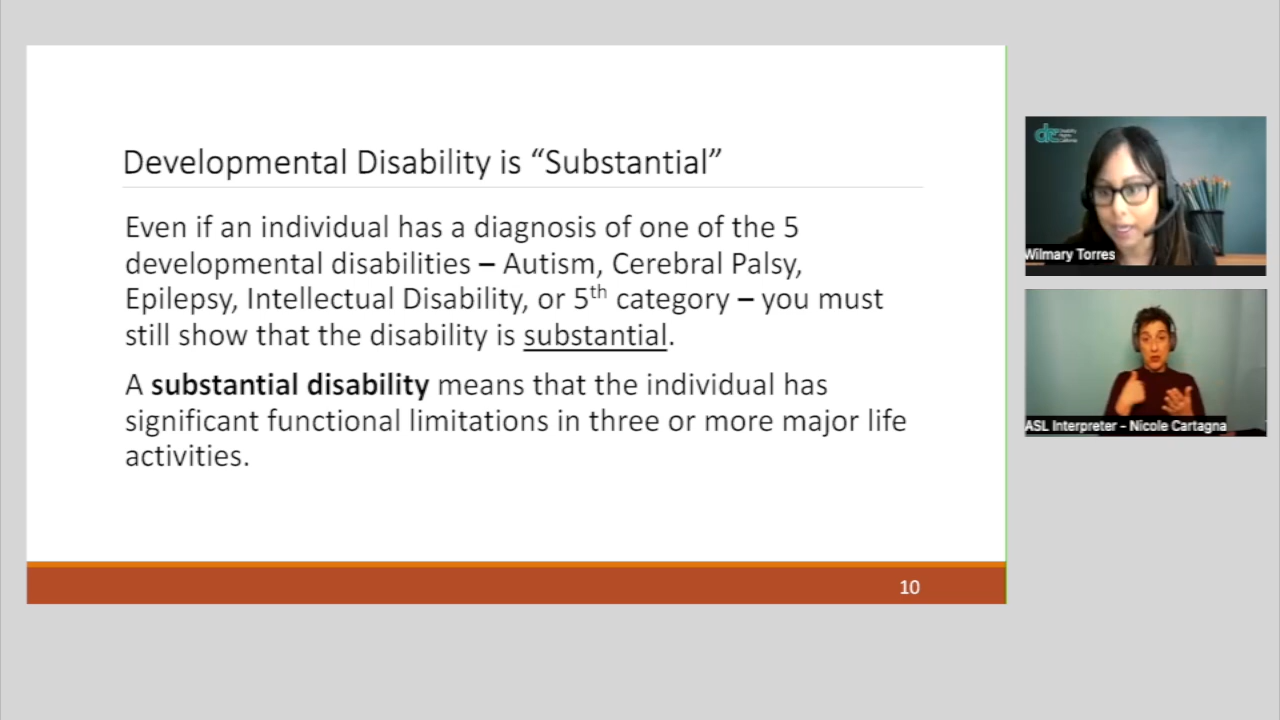 Developmental Disability is “Substantial”
Even if an individual has a diagnosis of one of the 5
developmental disabilities – Autism, Cerebral Palsy,
Epilepsy, Intellectual Disability, or 5th category – you must
still show that the disability is substantial.
A substantial disability means that the individual has
significant functional limitations in three or more major life
activities.
10
Disability
Rights
California
Wilmary Torres
ASL Interpreter - Nicole Cartagna